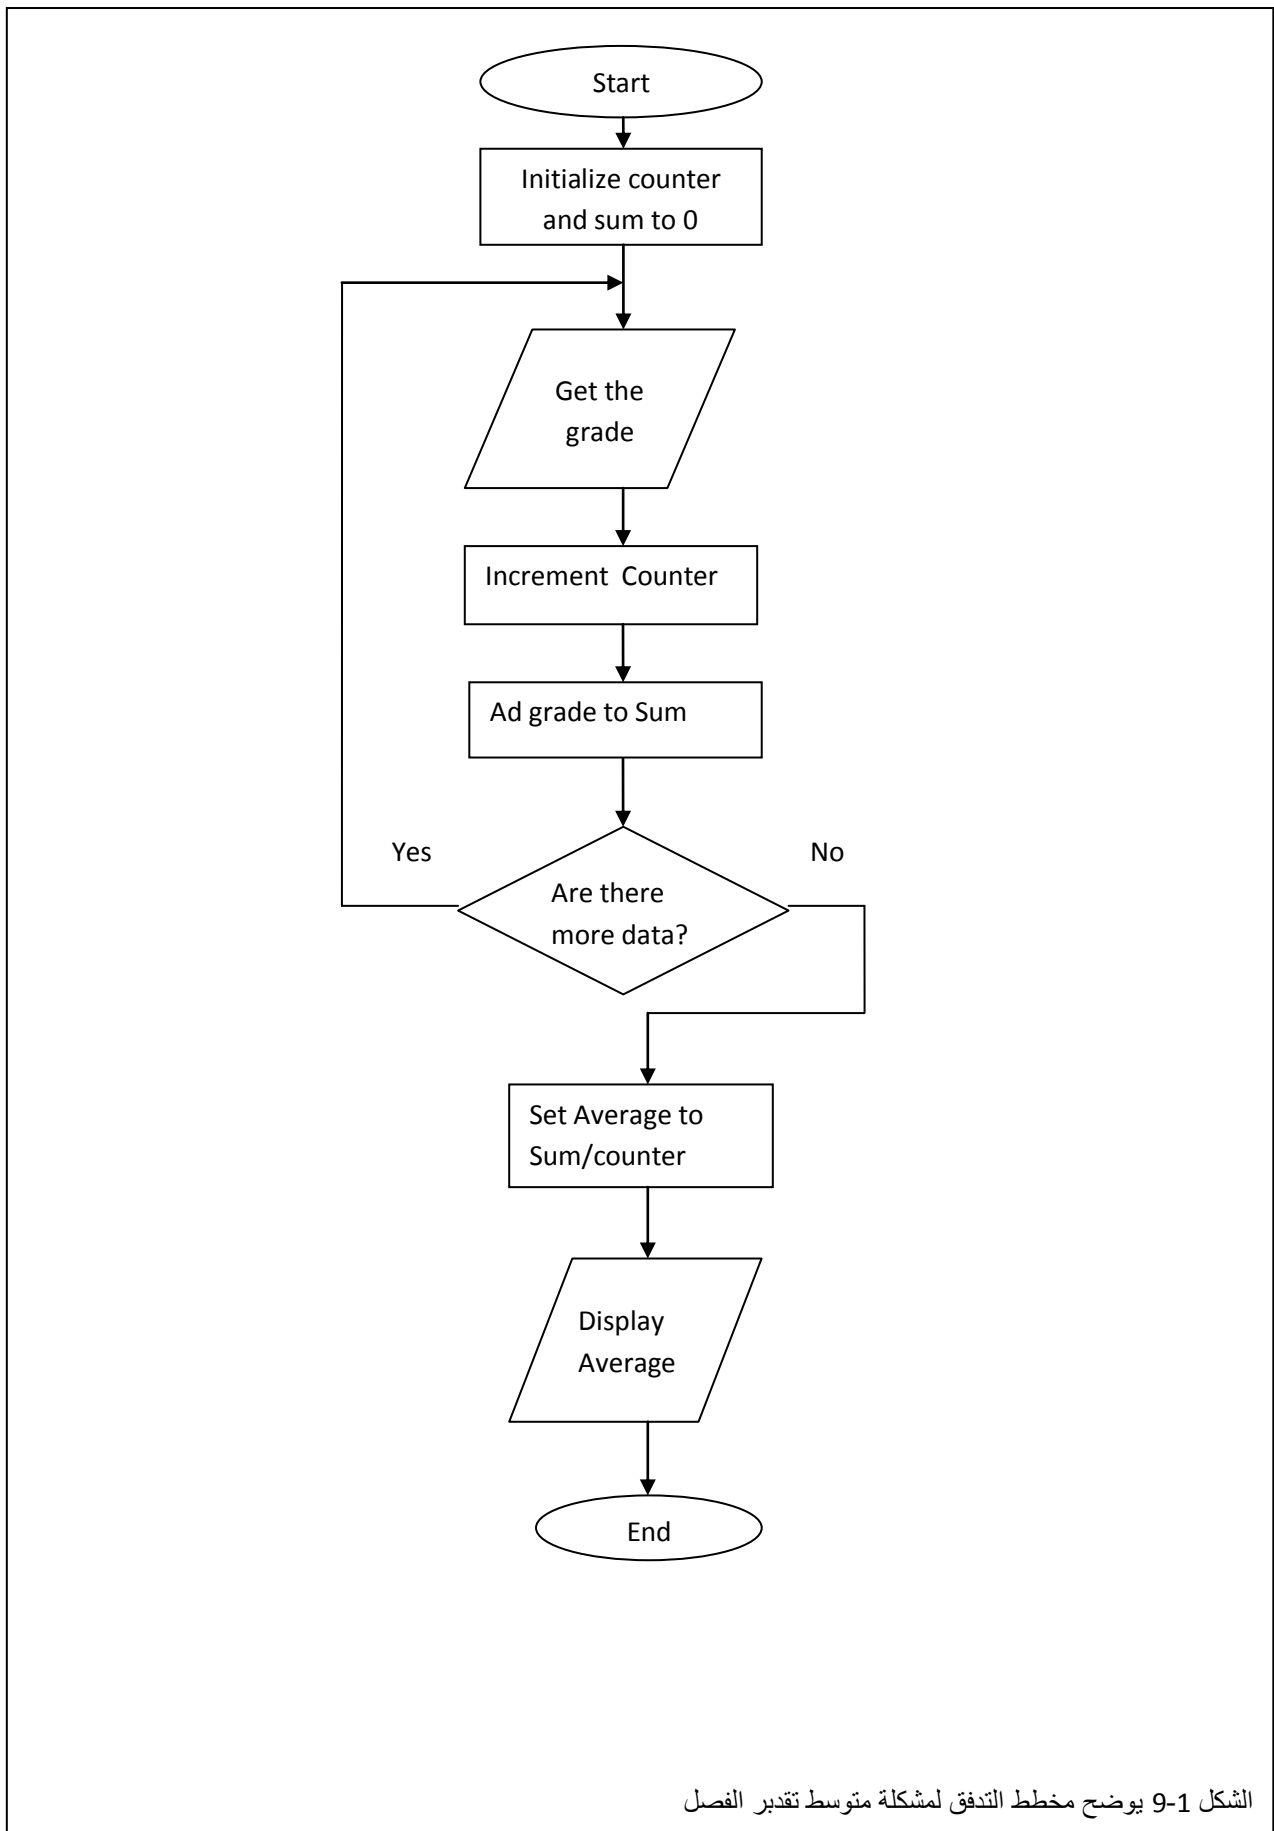 Start
Initialize counter
and sum to 0
Get the
grade
Increment  Counter
Ad grade to Sum
Yes
No
Are there
more data?
Set Average to
Sum/counter
Display
Average
End
الشكل 1-9 يوضح مخطط التدفق لمشكلة متوسط تقدبر الفصل